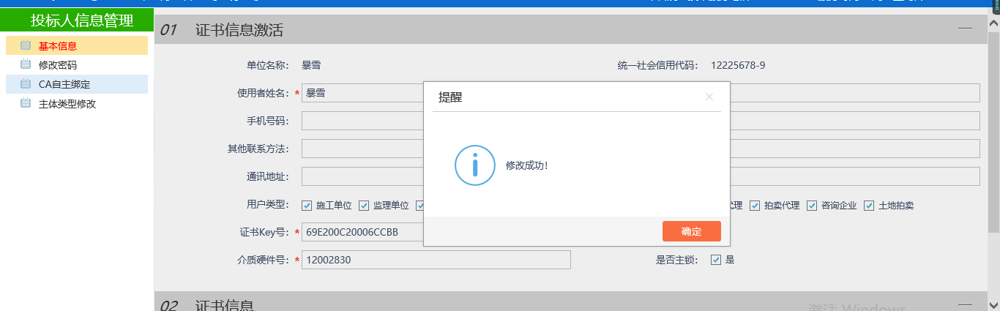 投标人信息管理
基本信息
修改密码
CA自主绑定
主体类型修改
01 证书信息激活
单位名称： 暴雪 统一社会信用代码： 12225678-9
使用者姓名：* 暴雪
手机号码：
其他联系方法：
通讯地址：
用户类型： 施工单位 监理单位 代理 拍卖代理 咨询企业 土地拍卖
证书Key号：* 69E200C20006CCBB
介质硬件号：* 12002830 是否主锁： 是
提醒
修改成功！
确定
02 证书信息
激活 Windows